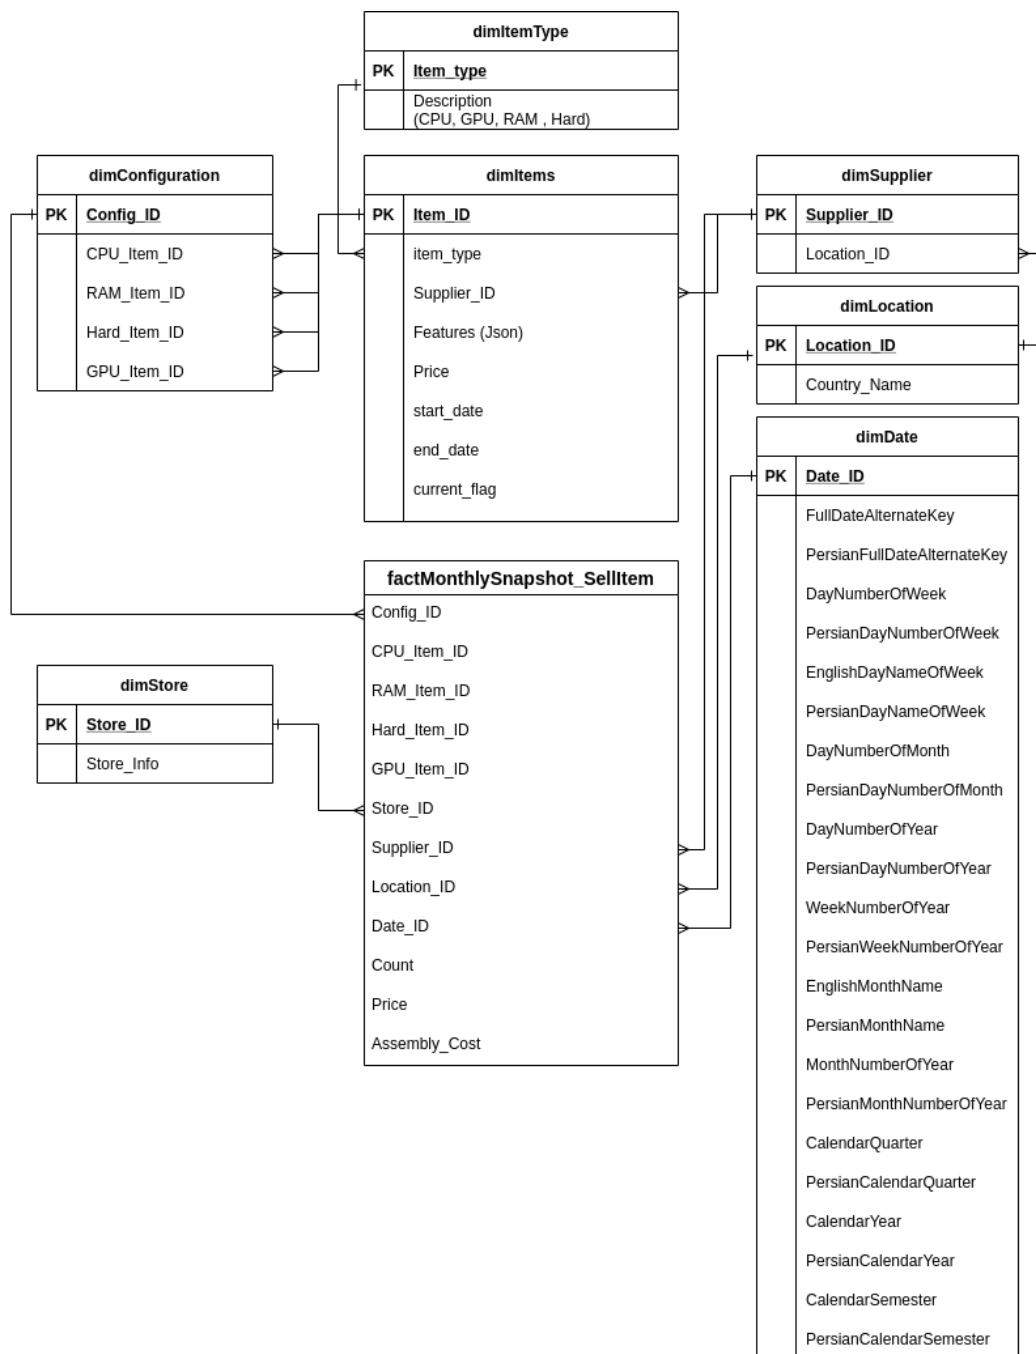 dimItemType
PK Item_type
Description
(CPU, GPU, RAM , Hard)
dimConfiguration
PK Config_ID
CPU_Item_ID
RAM_Item_ID
Hard_Item_ID
GPU_Item_ID
dimItems
PK Item_ID
item_type
Supplier_ID
Features (Json)
Price
start_date
end_date
current_flag
dimSupplier
PK Supplier_ID
Location_ID
dimLocation
PK Location_ID
Country_Name
dimDate
PK Date_ID
FullDateAlternateKey
PersianFullDateAlternateKey
DayNumberOfWeek
PersianDayNumberOfWeek
EnglishDayNameOfWeek
PersianDayNameOfWeek
DayNumberOfMonth
PersianDayNumberOfMonth
DayNumberOfYear
PersianDayNumberOfYear
WeekNumberOfYear
PersianWeekNumberOfYear
EnglishMonthName
PersianMonthName
MonthNumberOfYear
PersianMonthNumberOfYear
CalendarQuarter
PersianCalendarQuarter
CalendarYear
PersianCalendarYear
CalendarSemester
PersianCalendarSemester
factMonthlySnapshot_SellItem
Config_ID
CPU_Item_ID
RAM_Item_ID
Hard_Item_ID
GPU_Item_ID
Store_ID
Supplier_ID
Location_ID
Date_ID
Count
Price
Assembly_Cost
dimStore
PK Store_ID
Store_Info